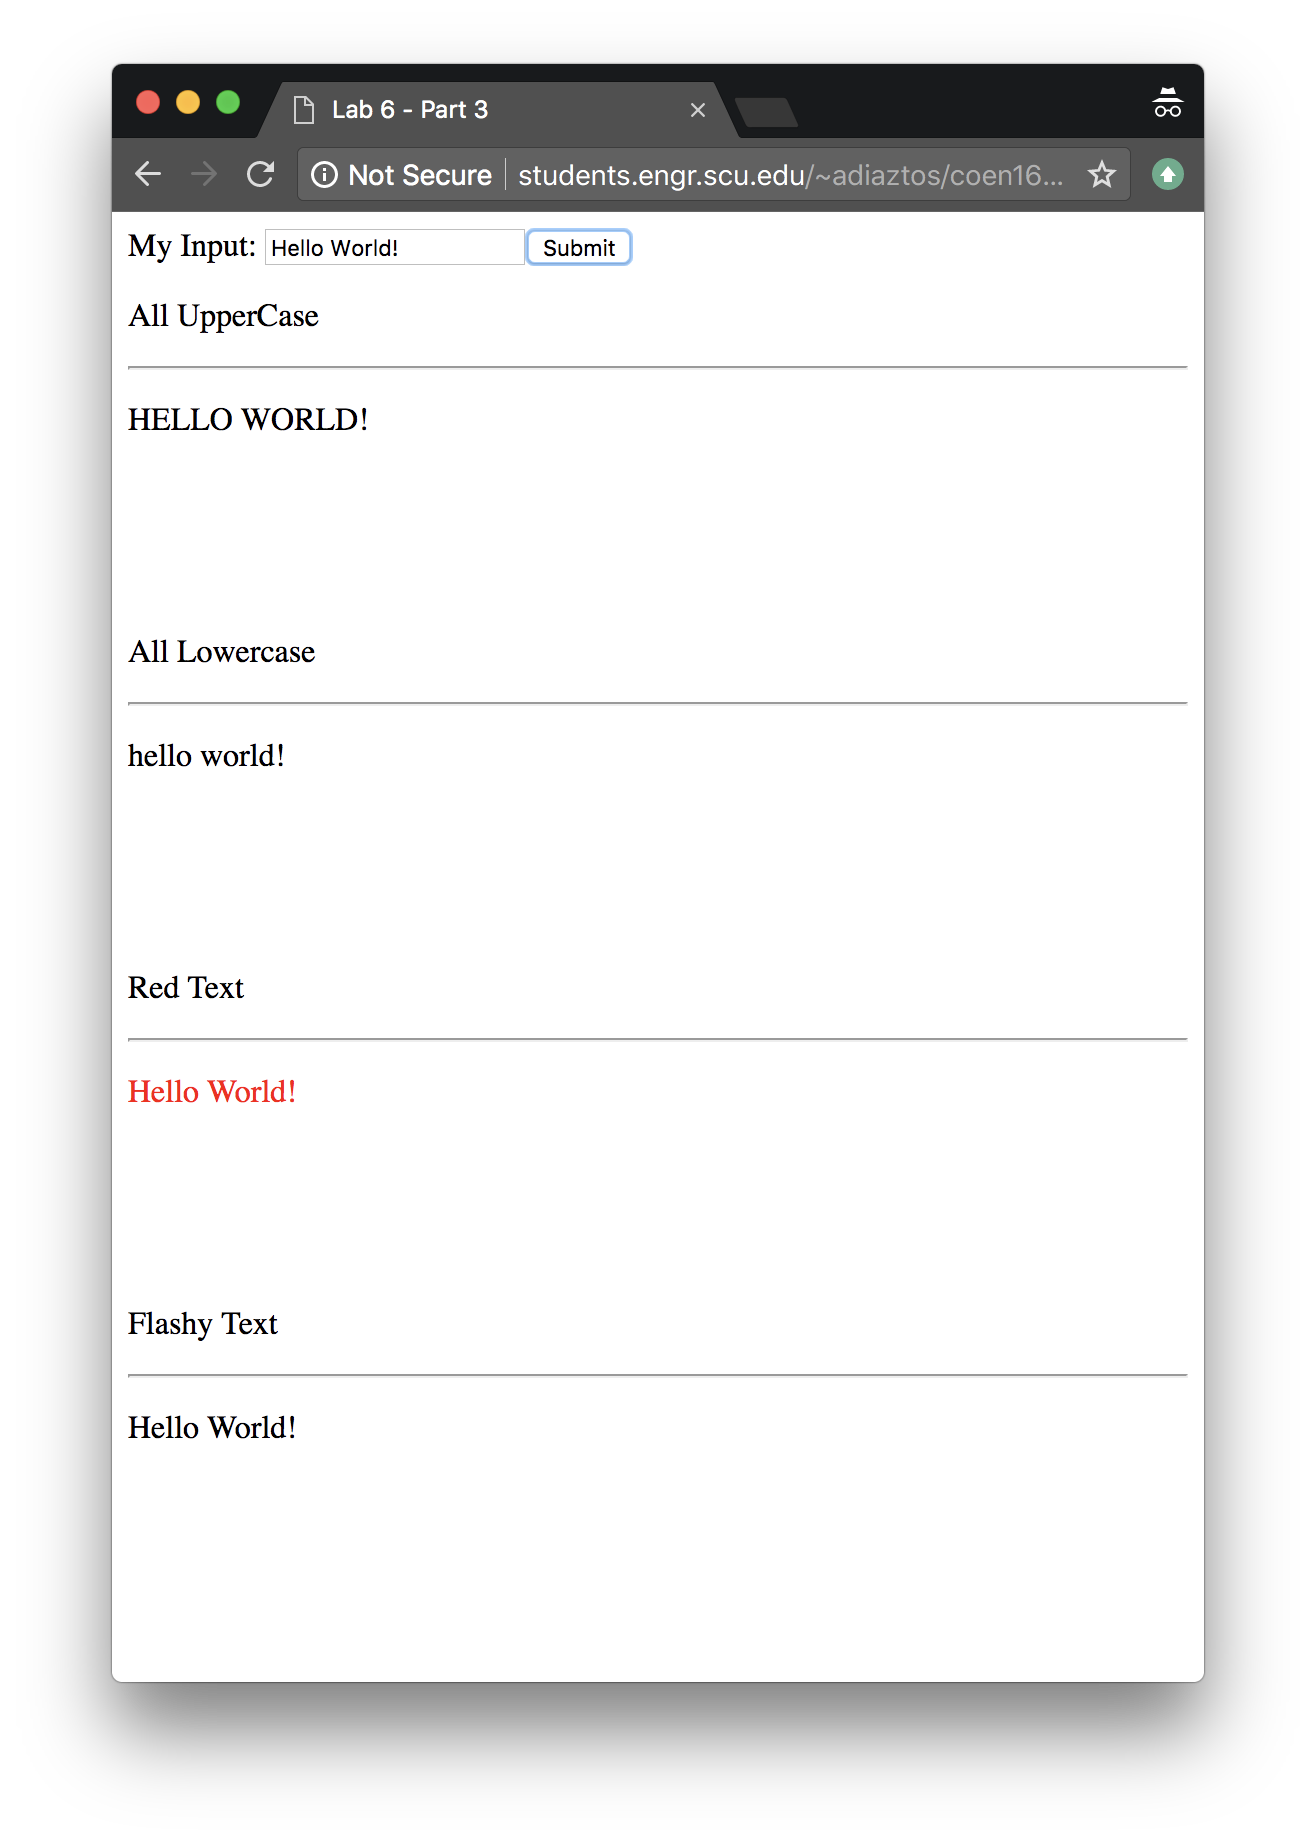 Lab 6 - Part 3
Not Secure students.engr.scu.edu/~adiaztos/coen16...
My Input: Hello World! Submit
All UpperCase
HELLO WORLD!
All Lowercase
hello world!
Red Text
Hello World!
Flashy Text
Hello World!